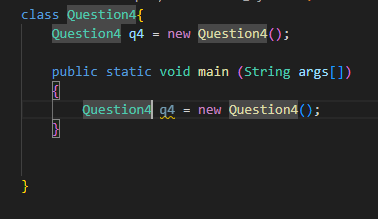 class Question4{
Question4 q4 = new Question4();
public static void main (String args[])
{
Question4 q4 = new Question4();
}
}